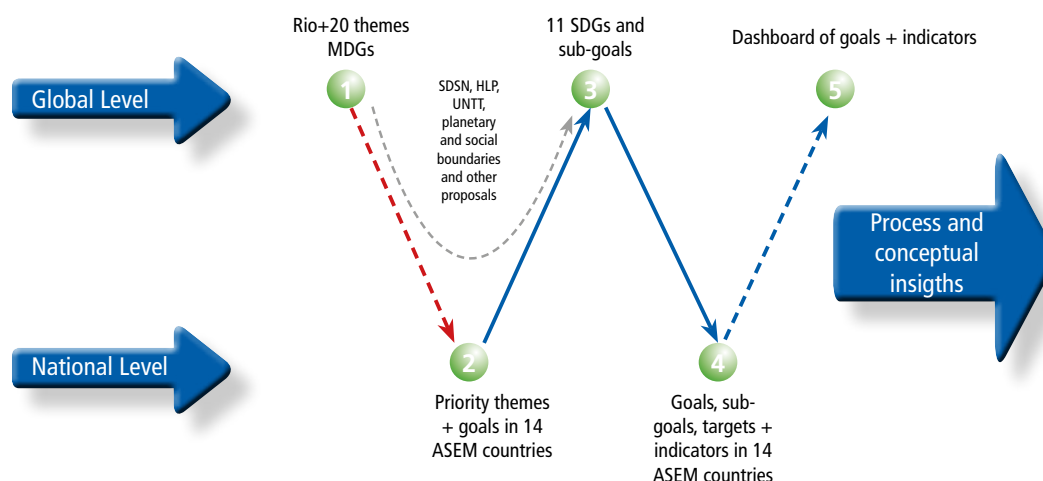 Rio+20 themes
MDGs
11 SDGs and
sub-goals
Dashboard of goals + indicators
Global Level
1
SDSN, HLP,
UNTT,
planetary
and social
boundaries
and other
proposals
3
5
Process and
conceptual
insigths
National Level
2
4
Priority themes
+ goals in 14
ASEM countries
Goals, sub-
goals, targets +
indicators in 14
ASEM countries